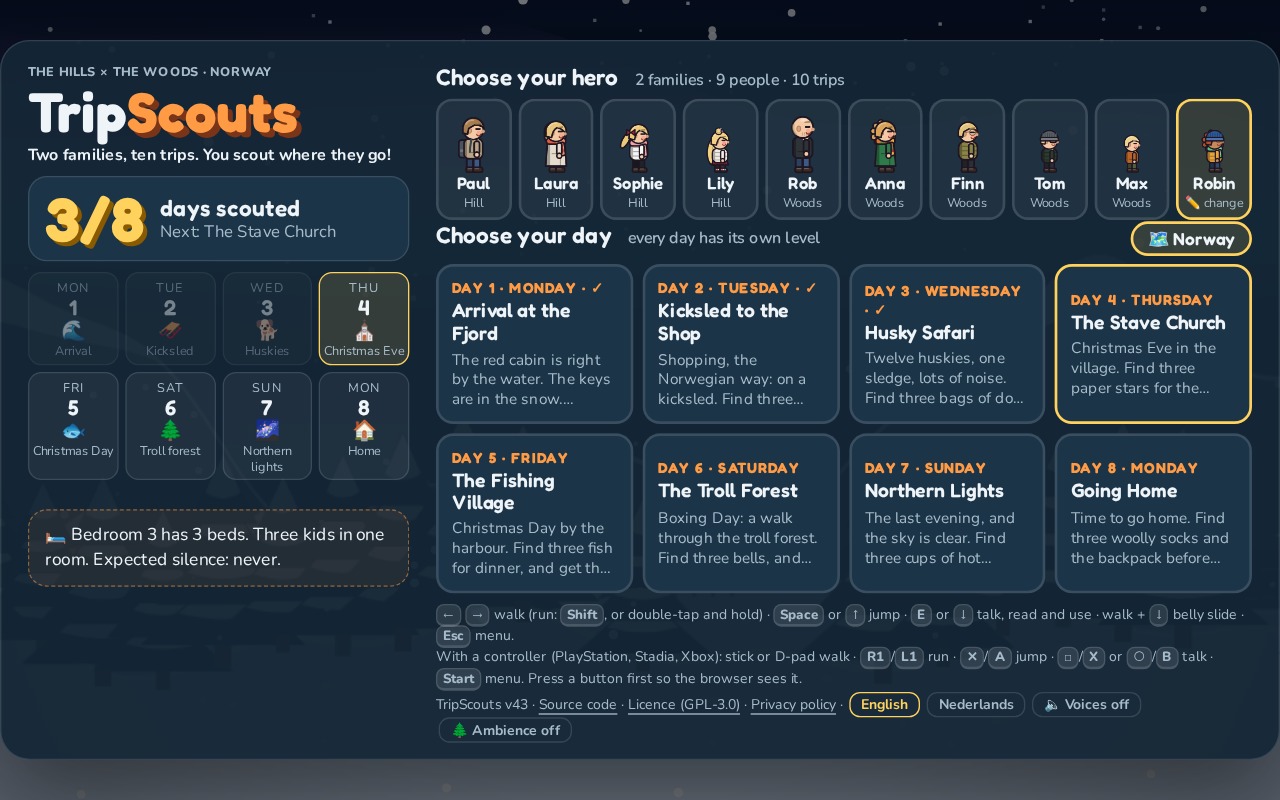 THE HILLS × THE WOODS · NORWAY
TripScouts
Two families, ten trips. You scout where they go!
3/8
days scouted
Next: The Stave Church
MON
1
Arrival
TUE
2
Kicksled
WED
3
Huskies
THU
4
Christmas Eve
FRI
5
Christmas Day
SAT
6
Troll forest
SUN
7
Northern
lights
MON
8
Home
Bedroom 3 has 3 beds. Three kids in one
room. Expected silence: never.
Choose your hero 2 families · 9 people · 10 trips
Paul
Hill
Laura
Hill
Sophie
Hill
Lily
Hill
Rob
Woods
Anna
Woods
Finn
Woods
Tom
Woods
Max
Woods
Robin
✏️ change
Choose your day every day has its own level
🗺️ Norway
DAY 1 · MONDAY · ✓
Arrival at the
Fjord
The red cabin is right
by the water. The keys
are in the snow....
DAY 2 · TUESDAY · ✓
Kicksled to the
Shop
Shopping, the
Norwegian way: on a
kicksled. Find three...
DAY 3 · WEDNESDAY
· ✓
Husky Safari
Twelve huskies, one
sledge, lots of noise.
Find three bags of do...
DAY 4 · THURSDAY
The Stave Church
Christmas Eve in the
village. Find three
paper stars for the...
DAY 5 · FRIDAY
The Fishing
Village
Christmas Day by the
harbour. Find three fish
for dinner, and get th...
DAY 6 · SATURDAY
The Troll Forest
Boxing Day: a walk
through the troll forest.
Find three bells, and...
DAY 7 · SUNDAY
Northern Lights
The last evening, and
the sky is clear. Find
three cups of hot...
DAY 8 · MONDAY
Going Home
Time to go home. Find
three woolly socks and
the backpack before...
← → walk (run: Shift, or double-tap and hold) · Space or ↑ jump · E or ↓ talk, read and use · walk + ↓ belly slide ·
Esc menu.
With a controller (PlayStation, Stadia, Xbox): stick or D-pad walk · R1/L1 run · ✕/A jump · □/X or ○/B talk ·
Start menu. Press a button first so the browser sees it.
TripScouts v43 · Source code · Licence (GPL-3.0) · Privacy policy · English Nederlands 🔈 Voices off
🌲 Ambience off